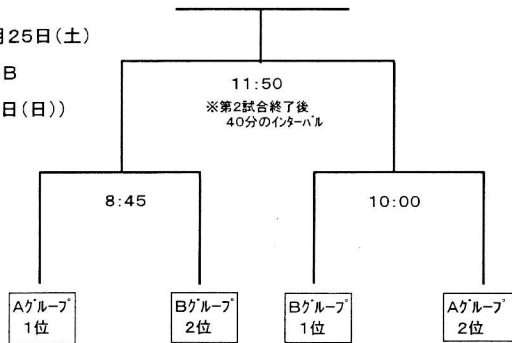 月25日(土)
B
日(日))
11:50
※第2試合終了後
40分のインターバル
8:45
10:00
Aグループ
1位
Bグループ
2位
Bグループ
1位
Aグループ
2位